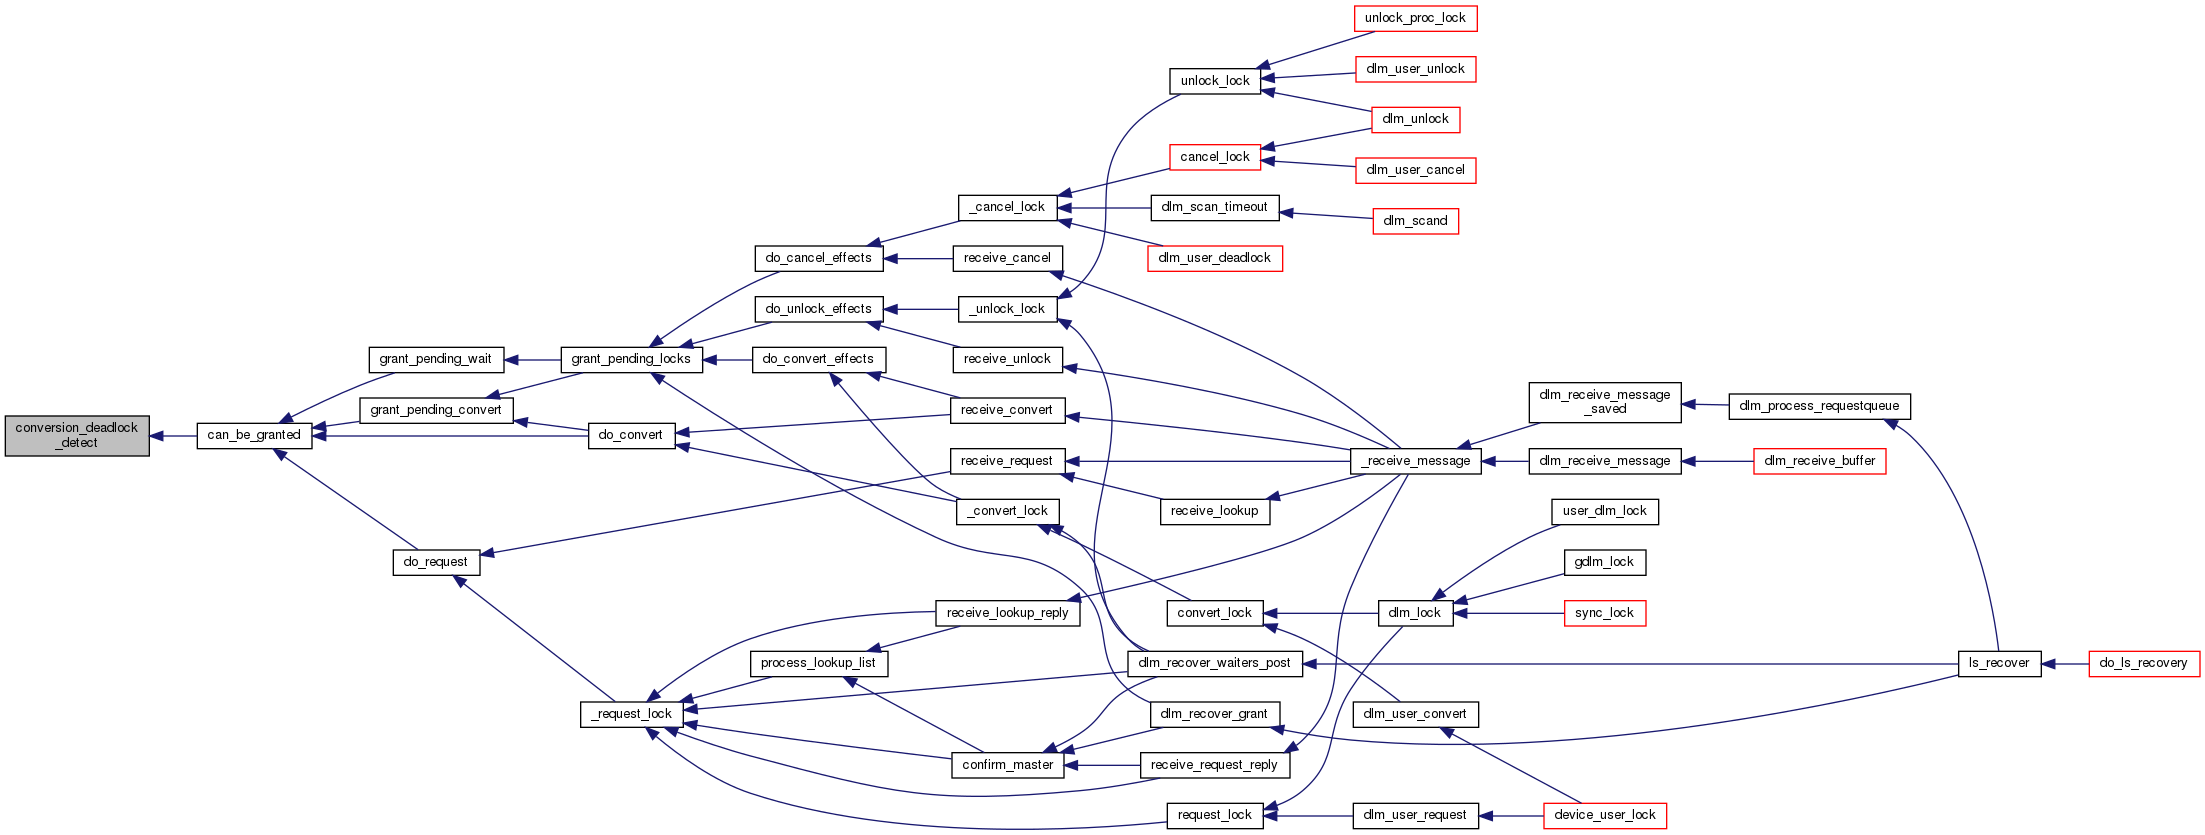 unlock_proc_lock
dlm_user_unlock
unlock_lock
dlm_unlock
cancel_lock
dlm_user_cancel
_cancel_lock
dlm_scan_timeout
dlm_scand
do_cancel_effects
receive_cancel
dlm_user_deadlock
do_unlock_effects
_unlock_lock
grant_pending_wait
grant_pending_locks
do_convert_effects
receive_unlock
dlm_receive_message
_saved
dlm_process_requestqueue
grant_pending_convert
receive_convert
conversion_deadlock
_detect
can_be_granted
do_convert
receive_request
_receive_message
dlm_receive_message
dlm_receive_buffer
_convert_lock
receive_lookup
user_dlm_lock
do_request
gdlm_lock
receive_lookup_reply
convert_lock
dlm_lock
sync_lock
process_lookup_list
dlm_recover_waiters_post
ls_recover
do_ls_recovery
_request_lock
dlm_recover_grant
dlm_user_convert
confirm_master
receive_request_reply
request_lock
dlm_user_request
device_user_lock